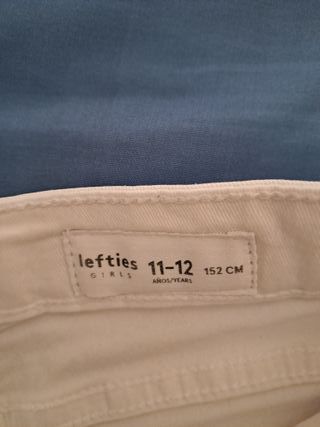 lefties 11-12 152 CM
GIRLS AÑOS/YEARS